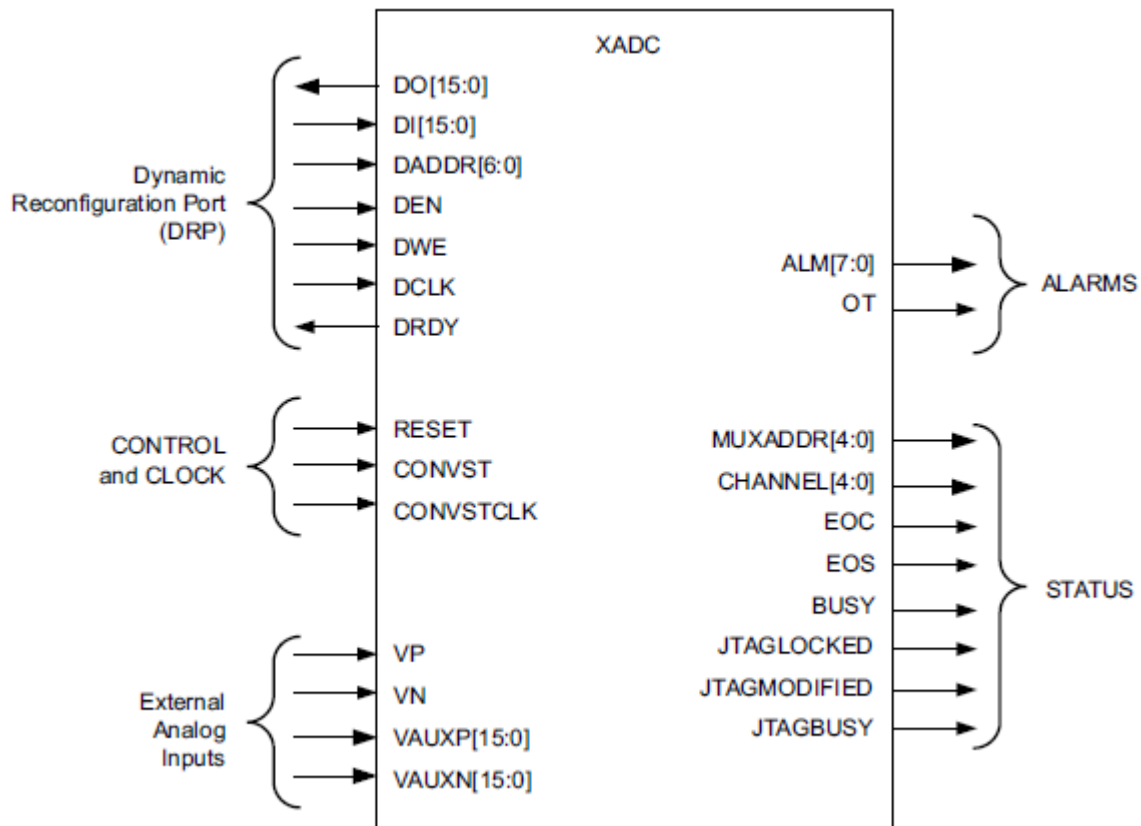 XADC
Dynamic
Reconfiguration Port
(DRP)
DO[15:0]
DI[15:0]
DADDR[6:0]
DEN
DWE
DCLK
DRDY
CONTROL
and CLOCK
RESET
CONVST
CONVSTCLK
External
Analog
Inputs
VP
VN
VAUXP[15:0]
VAUXN[15:0]
ALM[7:0]
OT
ALARMS
MUXADDR[4:0]
CHANNEL[4:0]
EOC
EOS
BUSY
JTAGLOCKED
JTAGMODIFIED
JTAGBUSY
STATUS